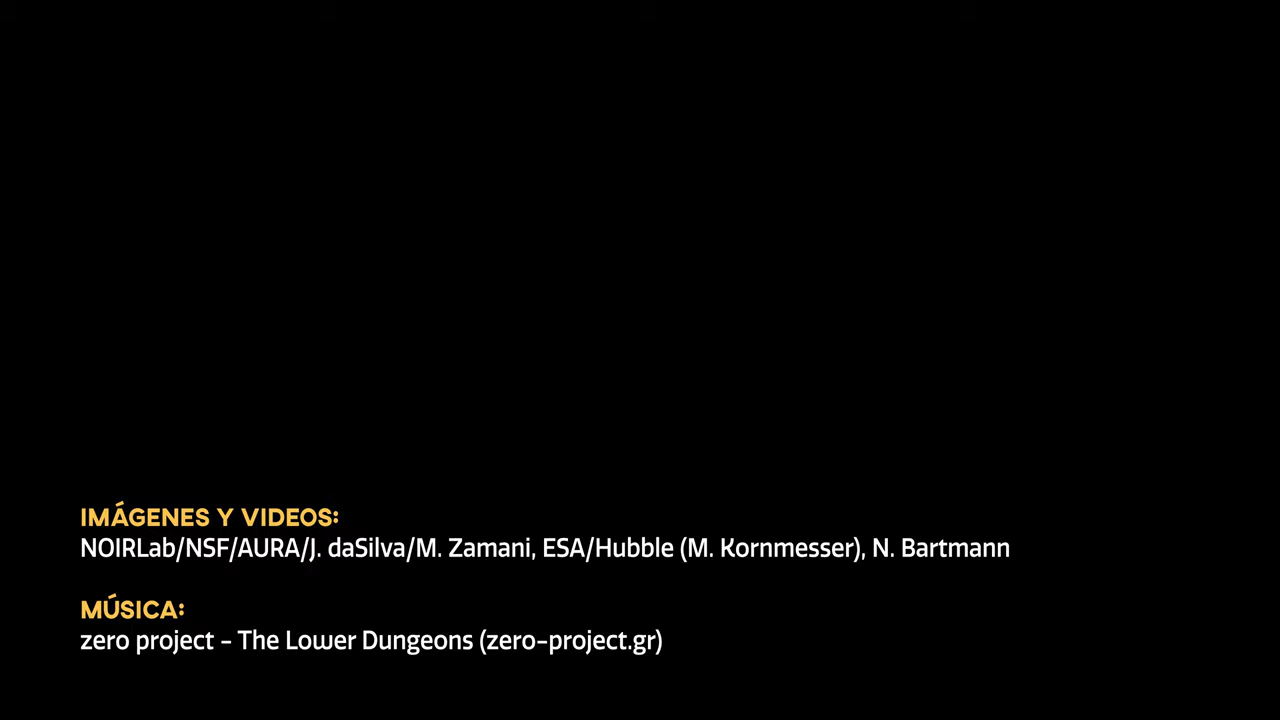 IMÁGENES Y VIDEOS:
NOIRLab/NSF/AURA/J. daSilva/M. Zamani, ESA/Hubble (M. Kornmesser), N. Bartmann
MÚSICA:
zero project - The Lower Dungeons (zero-project.gr)